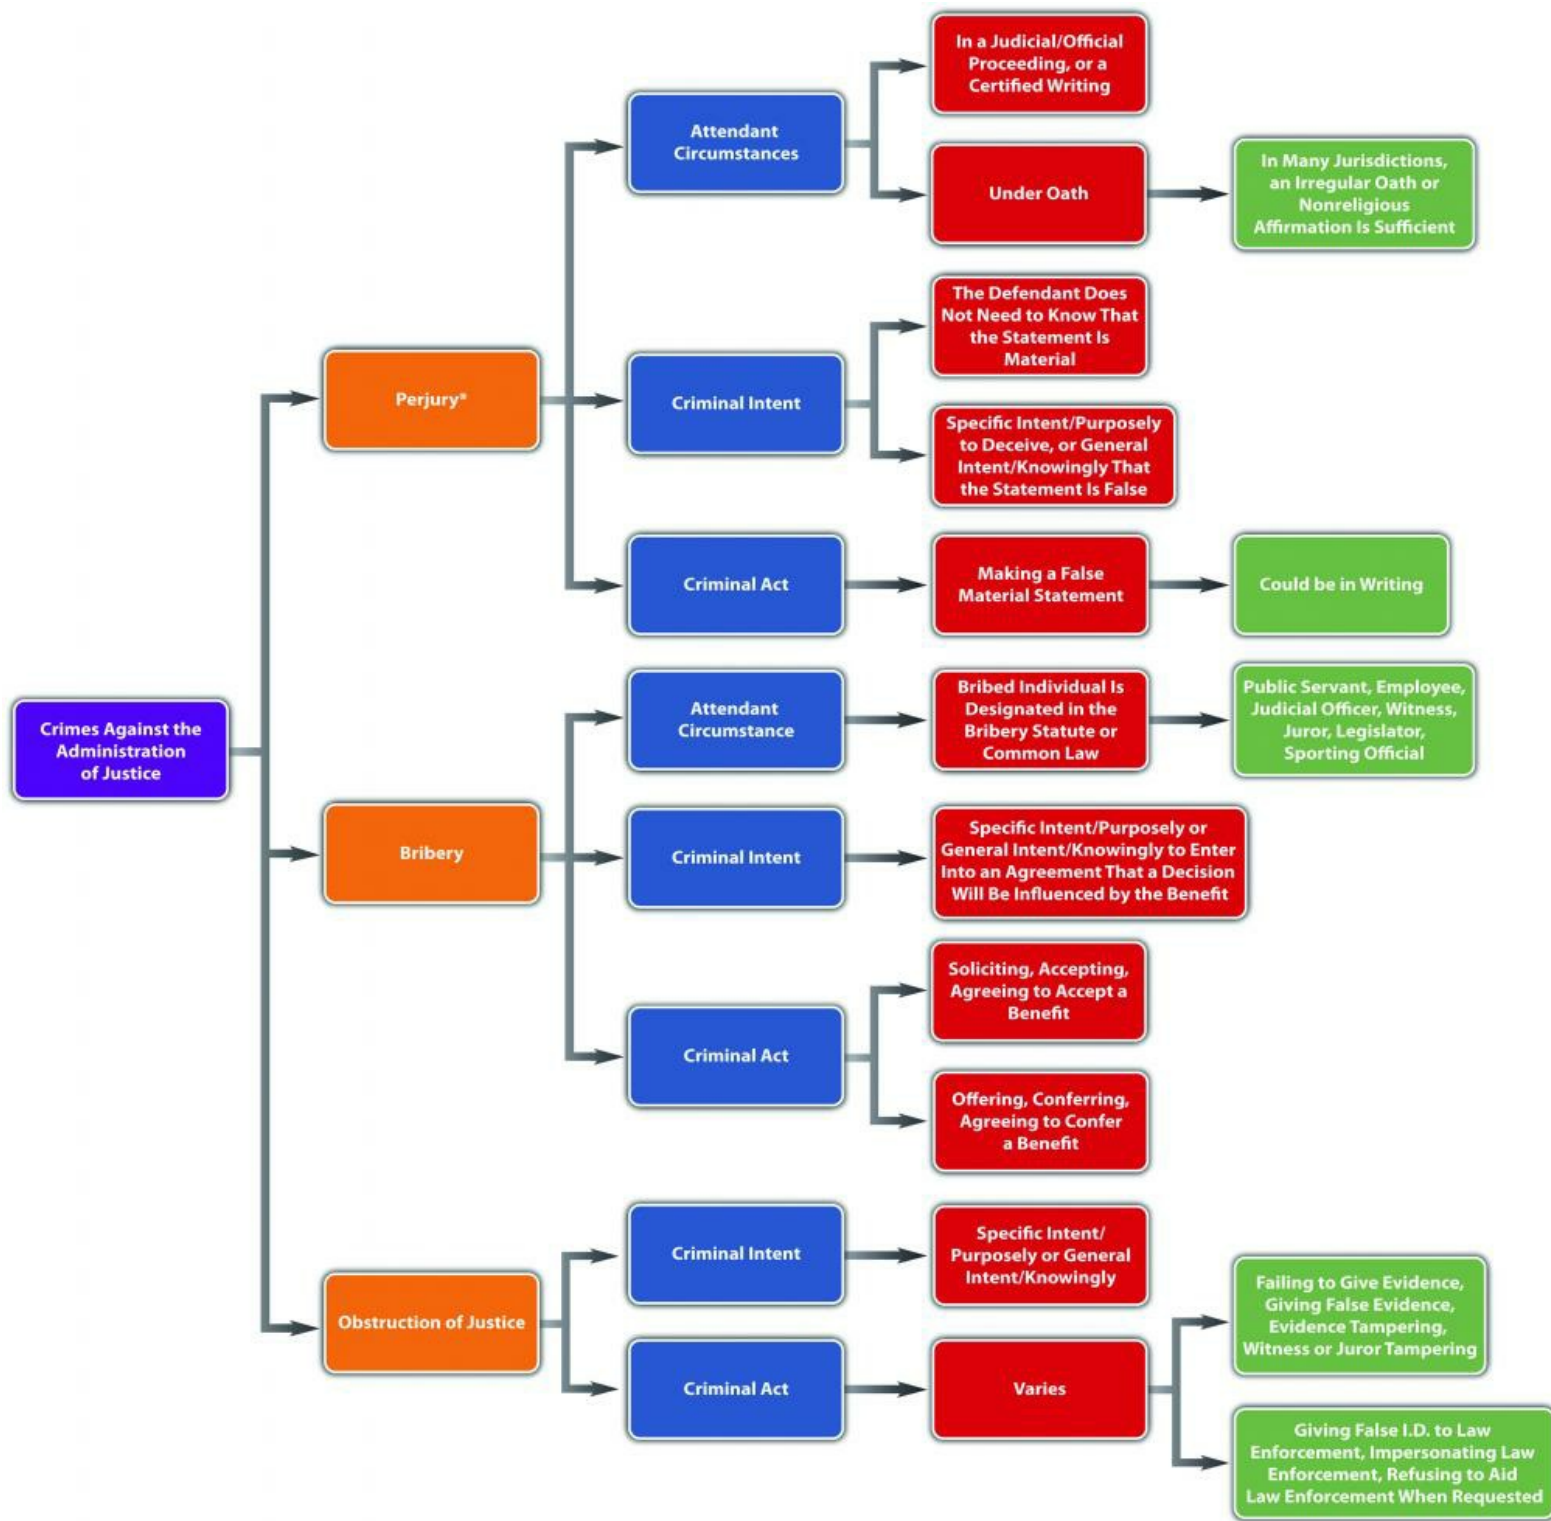 Crimes Against the
Administration
of Justice
Perjury*
Attendant
Circumstances
In a Judicial/Official
Proceeding, or a
Certified Writing
Under Oath
In Many Jurisdictions,
an Irregular Oath or
Nonreligious
Affirmation Is Sufficient
Criminal Intent
The Defendant Does
Not Need to Know That
the Statement Is
Material
Specific Intent/Purposely
to Deceive, or General
Intent/Knowingly That
the Statement Is False
Criminal Act
Making a False
Material Statement
Could be in Writing
Bribery
Attendant
Circumstance
Bribed Individual Is
Designated in the
Bribery Statute or
Common Law
Public Servant, Employee,
Judicial Officer, Witness,
Juror, Legislator,
Sporting Official
Criminal Intent
Specific Intent/Purposely or
General Intent/Knowingly to Enter
Into an Agreement That a Decision
Will Be Influenced by the Benefit
Criminal Act
Soliciting, Accepting,
Agreeing to Accept a
Benefit
Offering, Conferring,
Agreeing to Confer
a Benefit
Obstruction of Justice
Criminal Intent
Specific Intent/
Purposely or General
Intent/Knowingly
Criminal Act
Varies
Failing to Give Evidence,
Giving False Evidence,
Evidence Tampering,
Witness or Juror Tampering
Giving False I.D. to Law
Enforcement, Impersonating Law
Enforcement, Refusing to Aid
Law Enforcement When Requested